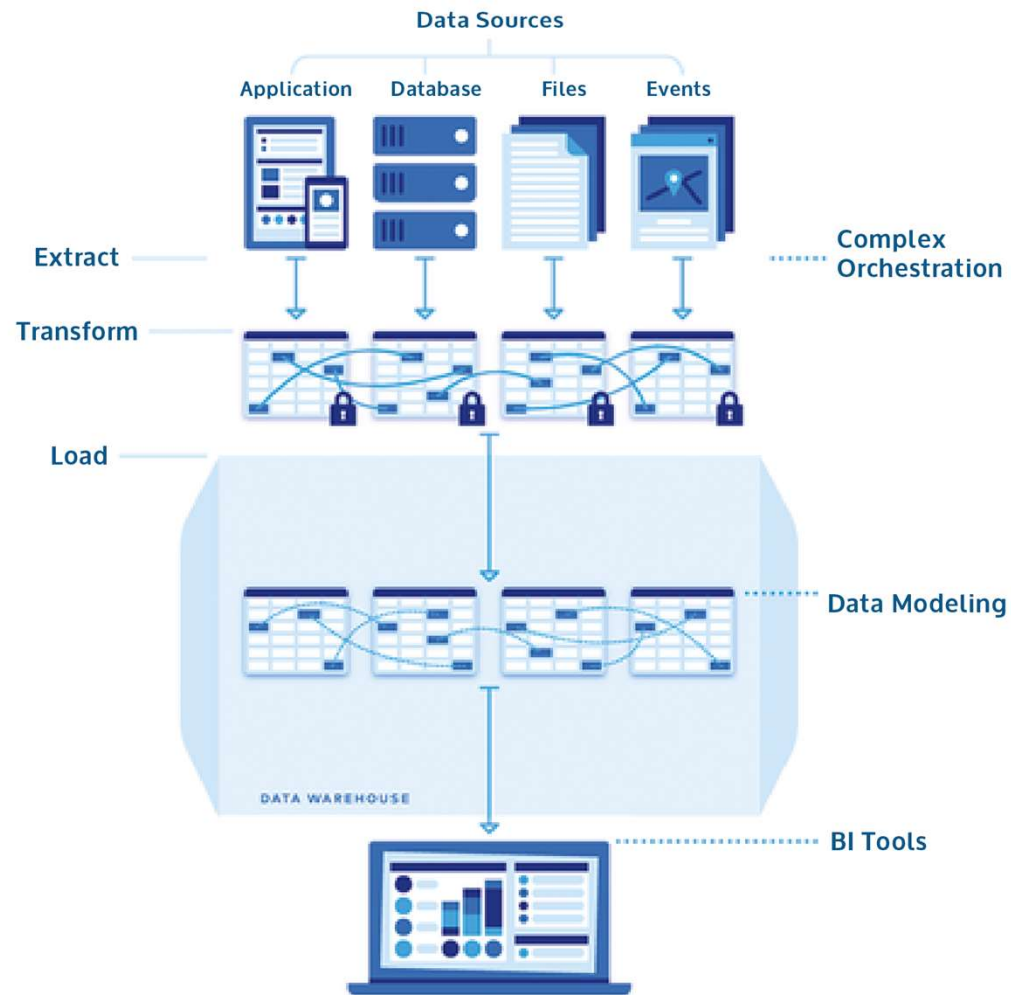 Data Sources
Application
Database
Files
Events
Extract
Complex
Orchestration
Transform
Load
Data Modeling
DATA WAREHOUSE
BI Tools